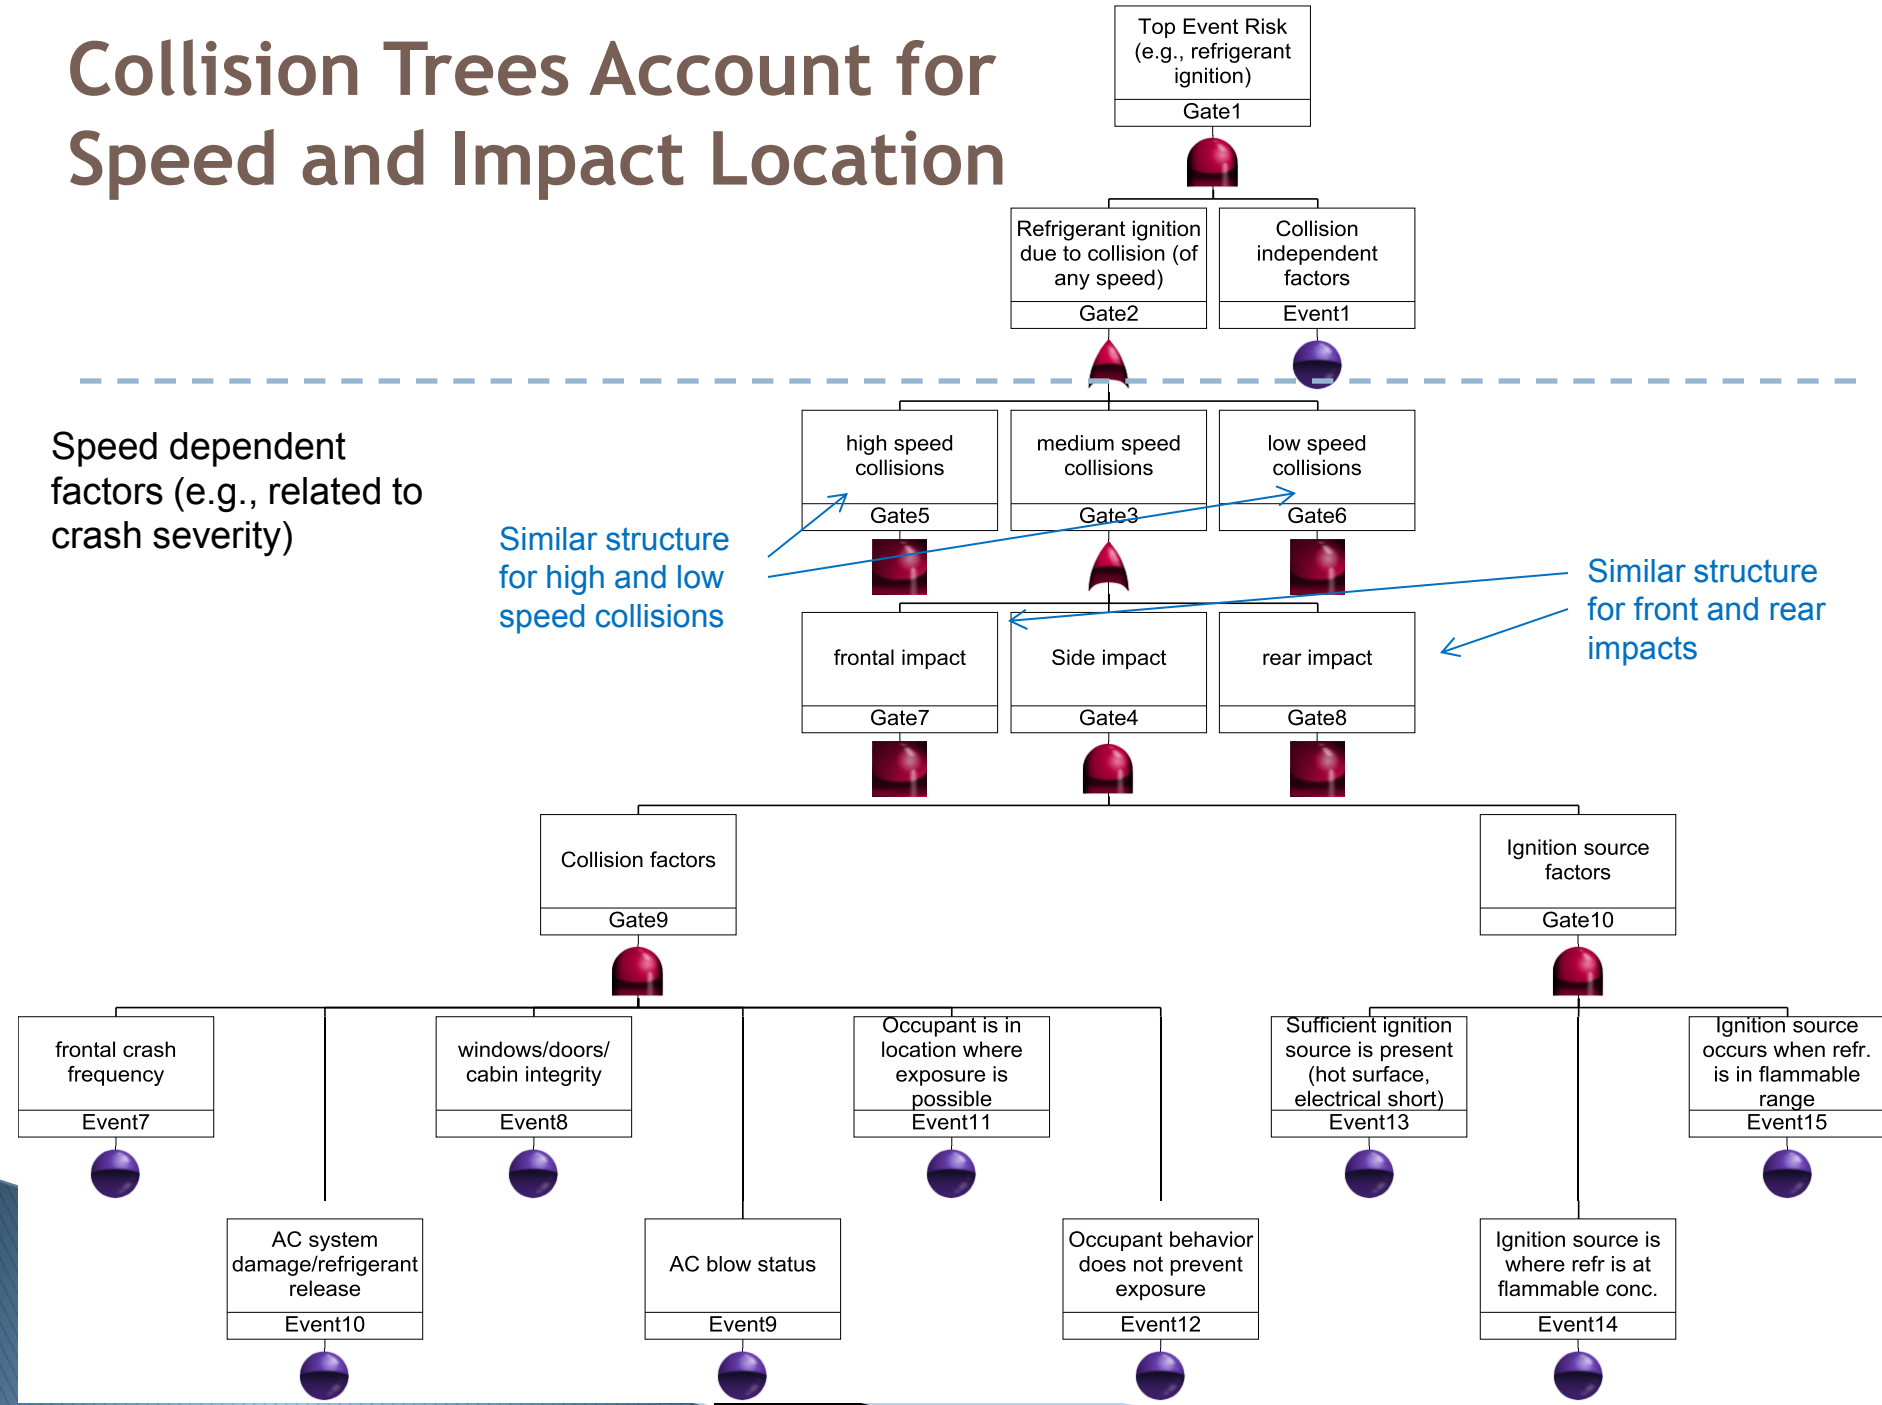 Collision Trees Account for
Speed and Impact Location
Top Event Risk
(e.g., refrigerant
ignition)
Gate1
Refrigerant ignition
due to collision (of
any speed)
Gate2
Collision
independent
factors
Event1
Speed dependent
factors (e.g., related to
crash severity)
high speed
collisions
Gate5
medium speed
collisions
Gate3
low speed
collisions
Gate6
Similar structure
for high and low
speed collisions
Similar structure
for front and rear
impacts
frontal impact
Gate7
Side impact
Gate4
rear impact
Gate8
Collision factors
Gate9
Ignition source
factors
Gate10
frontal crash
frequency
Event7
windows/doors/
cabin integrity
Event8
Occupant is in
location where
exposure is
possible
Event11
Sufficient ignition
source is present
(hot surface,
electrical short)
Event13
Ignition source
occurs when refr.
is in flammable
range
Event15
AC system
damage/refrigerant
release
Event10
AC blow status
Event9
Occupant behavior
does not prevent
exposure
Event12
Ignition source is
where refr is at
flammable conc.
Event14